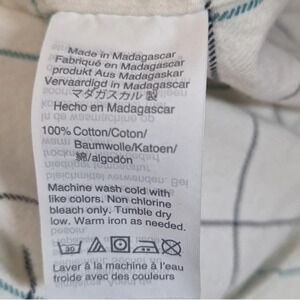 Made in Madagascar
Fabriqué en Madagascar
produkt Aus Madagaskar
Vervaardigd in Madagascar
マダガスカル 製
Hecho en Madagascar
100% Cotton/Coton/
Baumwolle/Katoen/
綿/algodón
Machine wash cold with
like colors. Non chlorine
bleach only. Tumble dry
low. Warm iron as needed.
30
Laver à la machine à l'eau
froide avec des couleurs